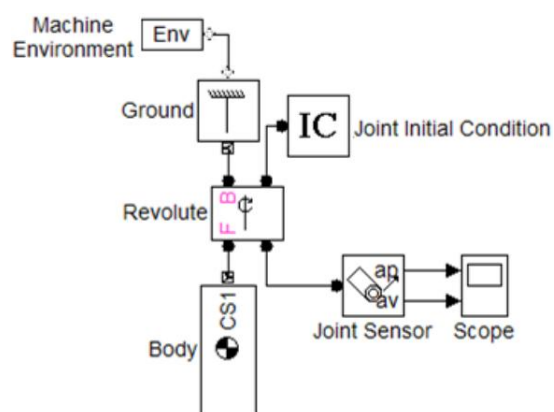 Machine
Environment
Env
Ground
IC
Joint Initial Condition
Revolute
B
F
ap
av
Joint Sensor
Scope
CS1
Body